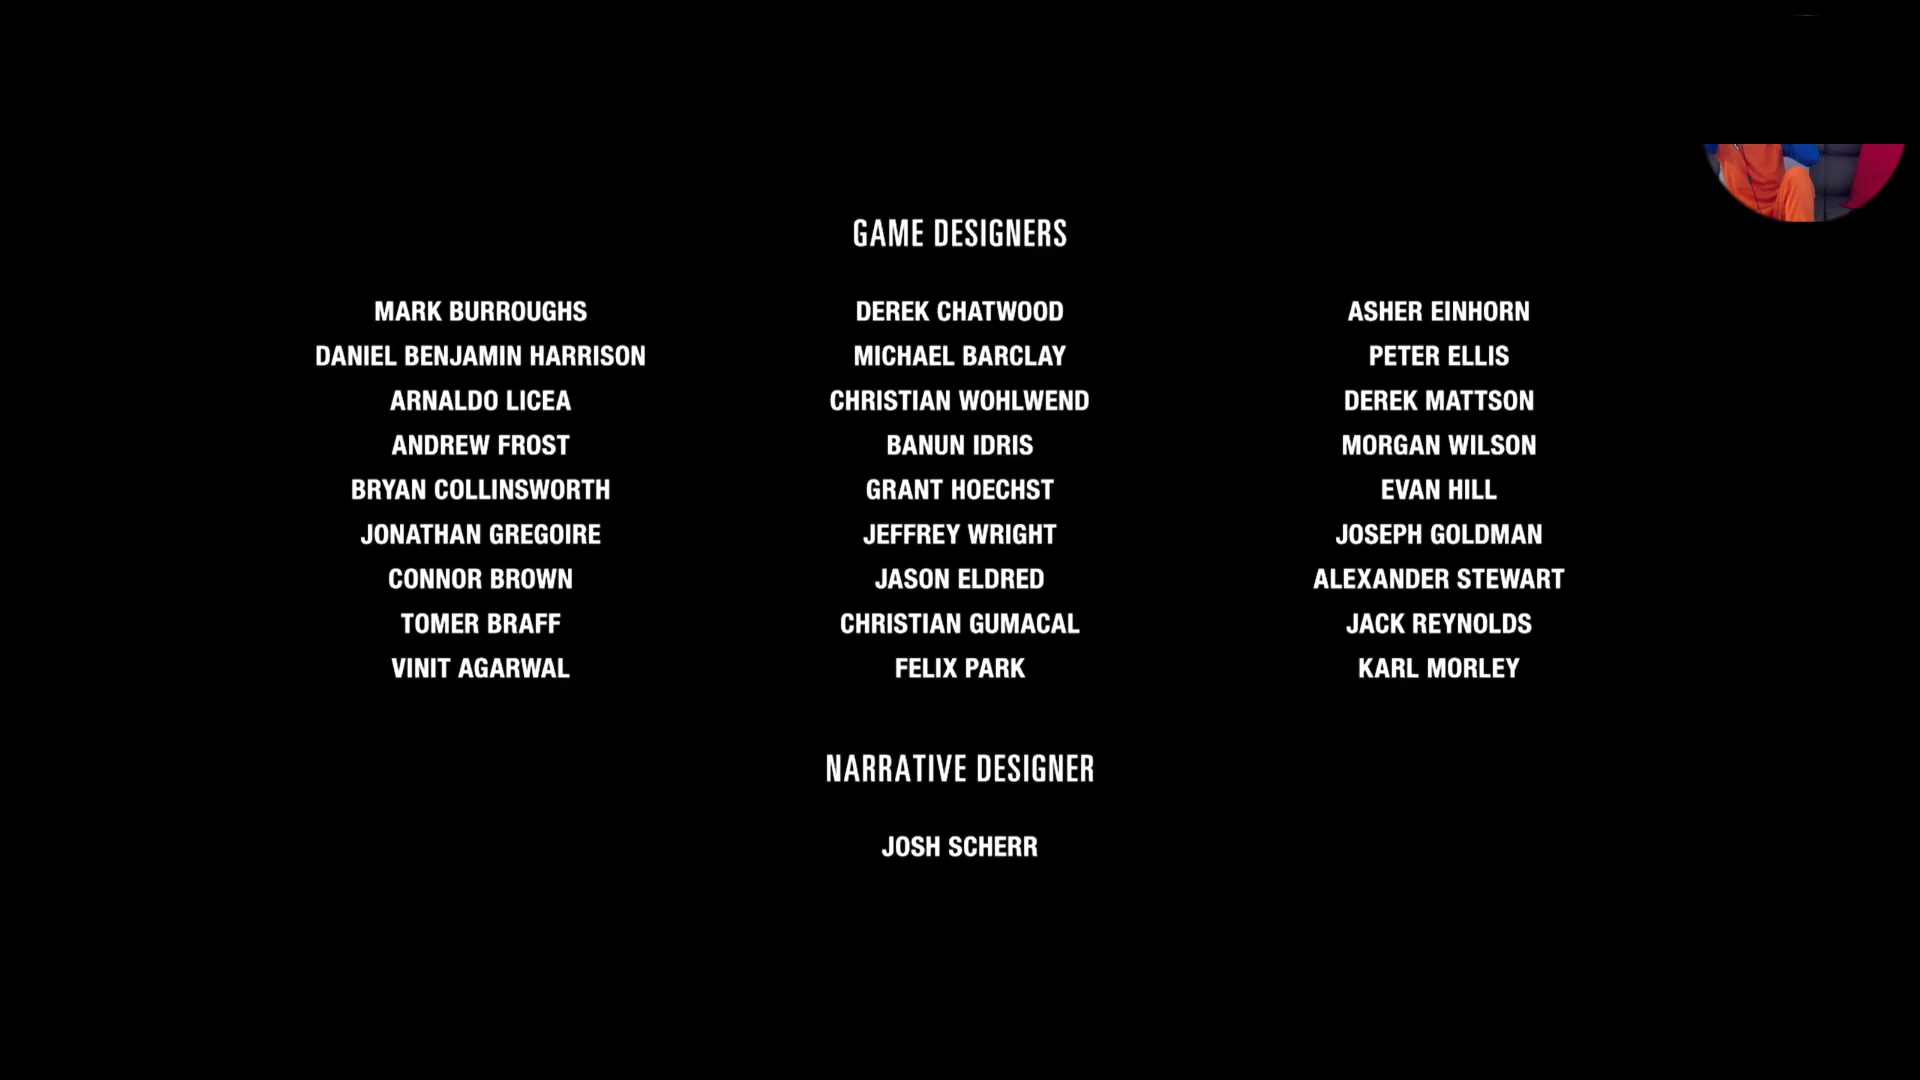 GAME DESIGNERS
MARK BURROUGHS DEREK CHATWOOD ASHER EINHORN
DANIEL BENJAMIN HARRISON MICHAEL BARCLAY PETER ELLIS
ARNALDO LICEA CHRISTIAN WOHLWEND DEREK MATTSON
ANDREW FROST BANUN IDRIS MORGAN WILSON
BRYAN COLLINSWORTH GRANT HOECHST EVAN HILL
JONATHAN GREGOIRE JEFFREY WRIGHT JOSEPH GOLDMAN
CONNOR BROWN JASON ELDRED ALEXANDER STEWART
TOMER BRAFF CHRISTIAN GUMACAL JACK REYNOLDS
VINIT AGARWAL FELIX PARK KARL MORLEY
NARRATIVE DESIGNER
JOSH SCHERR